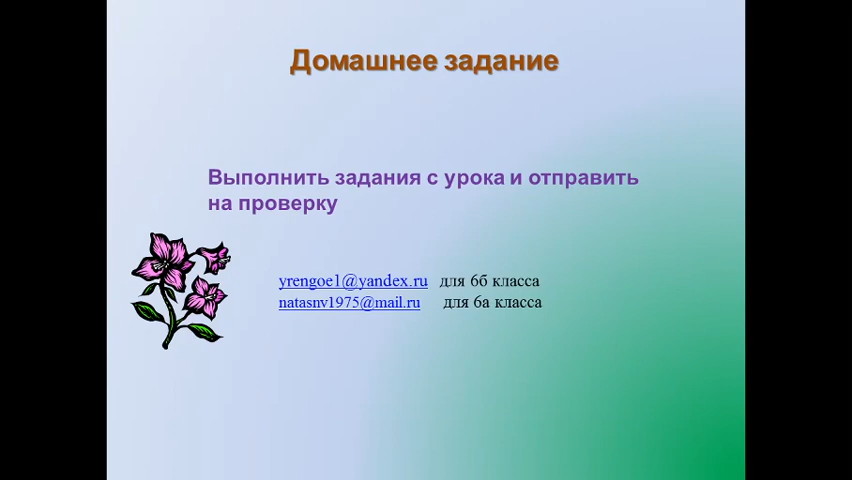 Домашнее задание
Выполнить задания с урока и отправить
на проверку
yrengoe1@yandex.ru для 6б класса
natasnv1975@mail.ru для 6а класса